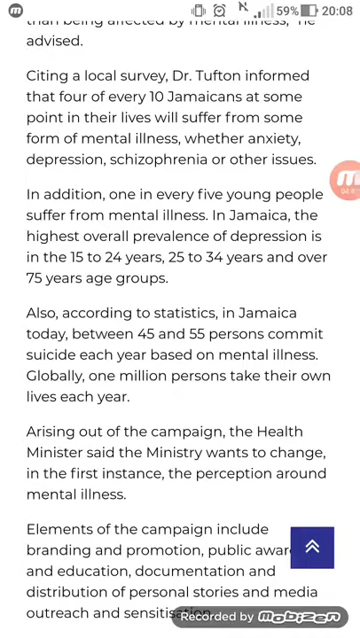 59% 20:08
than being affected by mental illness," he
advised.
Citing a local survey, Dr. Tufton informed
that four of every 10 Jamaicans at some
point in their lives will suffer from some
form of mental illness, whether anxiety,
depression, schizophrenia or other issues.
In addition, one in every five young people
suffer from mental illness. In Jamaica, the
highest overall prevalence of depression is
in the 15 to 24 years, 25 to 34 years and over
75 years age groups.
Also, according to statistics, in Jamaica
today, between 45 and 55 persons commit
suicide each year based on mental illness.
Globally, one million persons take their own
lives each year.
Arising out of the campaign, the Health
Minister said the Ministry wants to change,
in the first instance, the perception around
mental illness.
Elements of the campaign include
branding and promotion, public awar
and education, documentation and
distribution of personal stories and media
outreach and sensitisation
Recorded by mobizen